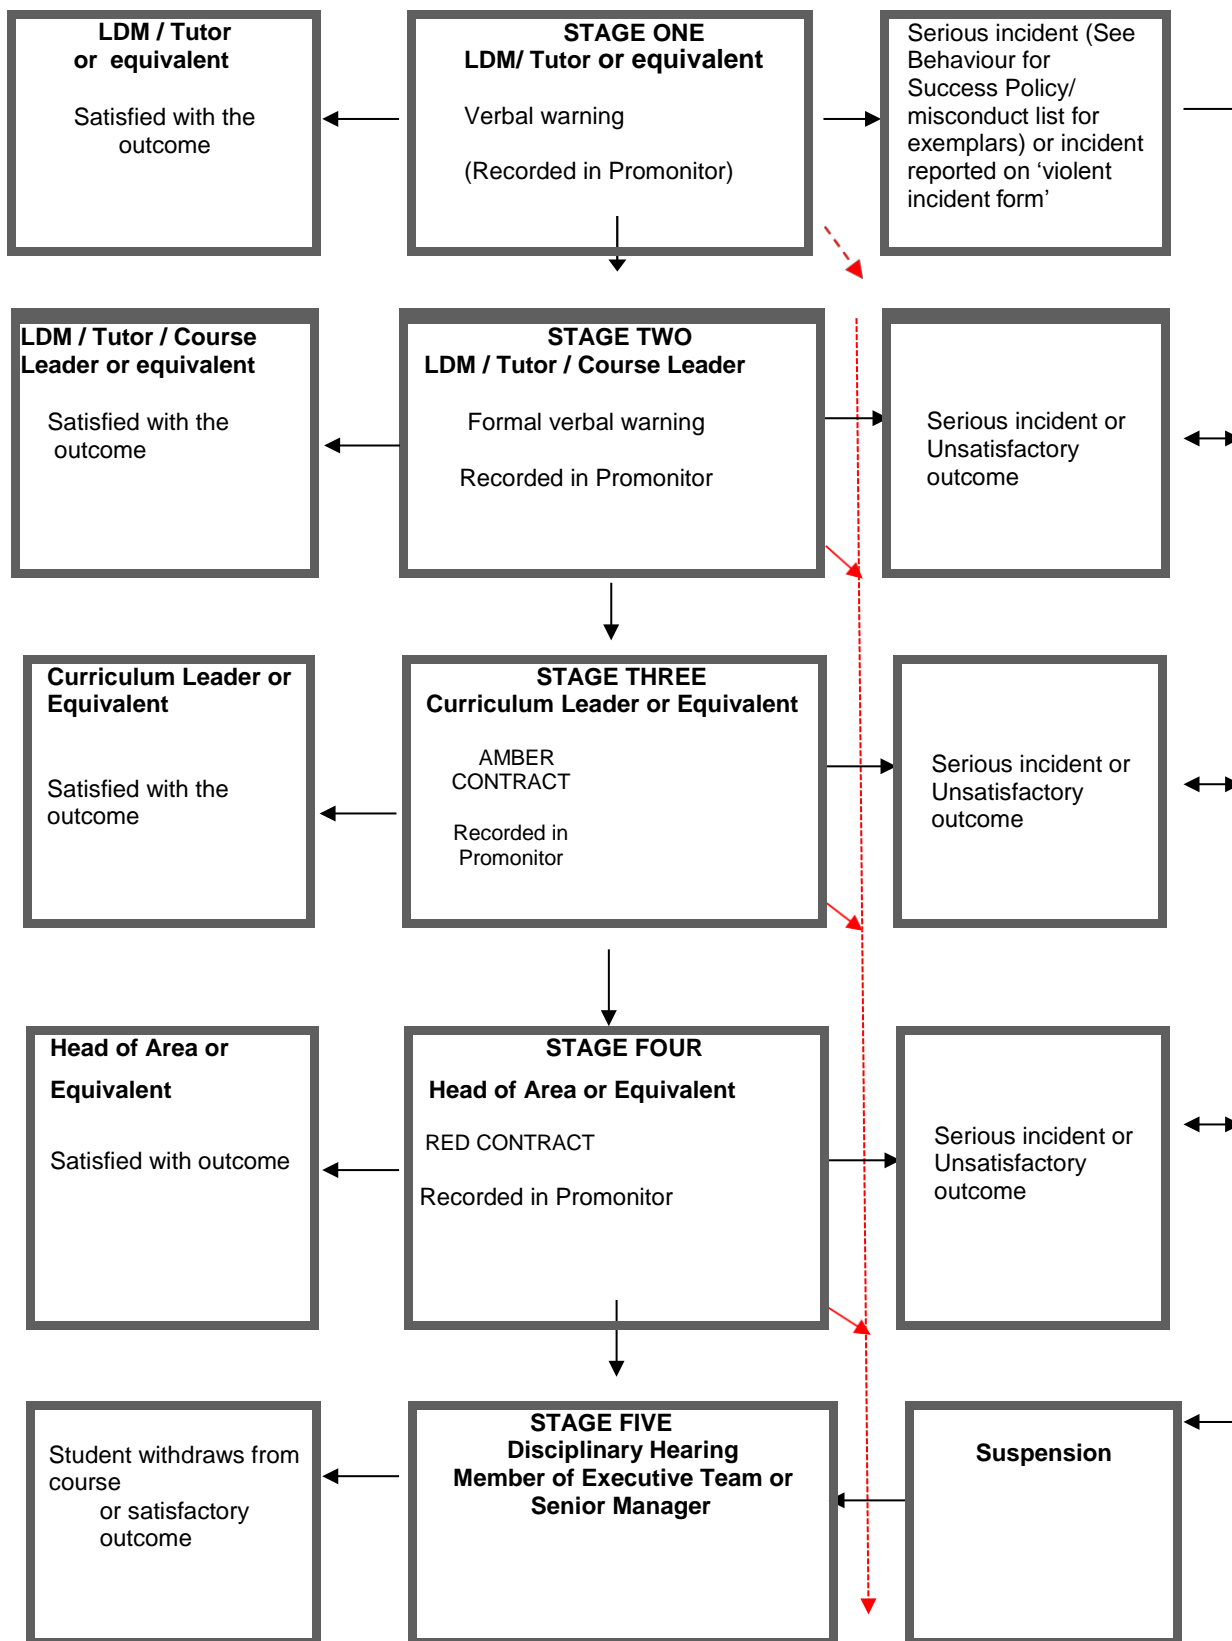 LDM / Tutor
or equivalent
Satisfied with the
outcome
STAGE ONE
LDM/ Tutor or equivalent
Verbal warning
(Recorded in Promonitor)
Serious incident (See
Behaviour for
Success Policy/
misconduct list for
exemplars) or incident
reported on ‘violent
incident form’
LDM / Tutor / Course
Leader or equivalent
Satisfied with the
outcome
STAGE TWO
LDM / Tutor / Course Leader
Formal verbal warning
Recorded in Promonitor
Serious incident or
Unsatisfactory
outcome
Curriculum Leader or
Equivalent
Satisfied with the
outcome
STAGE THREE
Curriculum Leader or Equivalent
AMBER
CONTRACT
Recorded in
Promonitor
Serious incident or
Unsatisfactory
outcome
Head of Area or
Equivalent
Satisfied with outcome
STAGE FOUR
Head of Area or Equivalent
RED CONTRACT
Recorded in Promonitor
Serious incident or
Unsatisfactory
outcome
Student withdraws from
course
or satisfactory
outcome
STAGE FIVE
Disciplinary Hearing
Member of Executive Team or
Senior Manager
Suspension